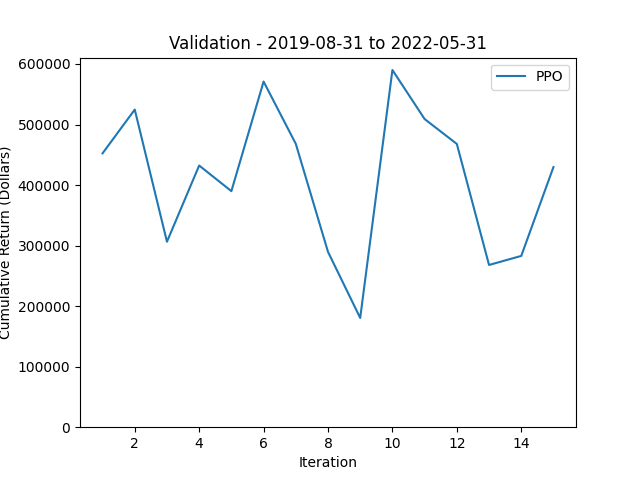 Validation - 2019-08-31 to 2022-05-31
PPO
600000
500000
400000
300000
200000
100000
0
Cumulative Return (Dollars)
2 4 6 8 10 12 14
Iteration